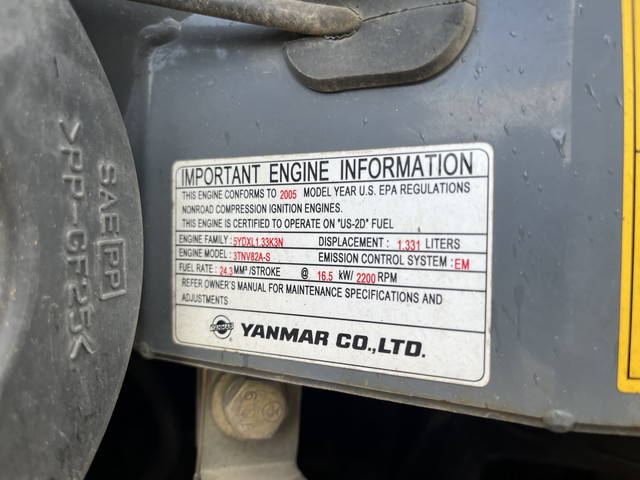 IMPORTANT ENGINE INFORMATION
THIS ENGINE CONFORMS TO 2005 MODEL YEAR U.S. EPA REGULATIONS
NONROAD COMPRESSION IGNITION ENGINES.
THIS ENGINE IS CERTIFIED TO OPERATE ON "US-2D" FUEL
ENGINE FAMILY : 5YDXL1.33K3N DISPLACEMENT : 1.331 LITERS
ENGINE MODEL : 3TNV82A-S EMISSION CONTROL SYSTEM : EM
FUEL RATE : 24.3 MM³ /STROKE @ 16.5 kW/ 2200 RPM
REFER OWNER'S MANUAL FOR MAINTENANCE SPECIFICATIONS AND
ADJUSTMENTS
YANMAR CO.,LTD.
SAE[PP]
>PP-GF25<